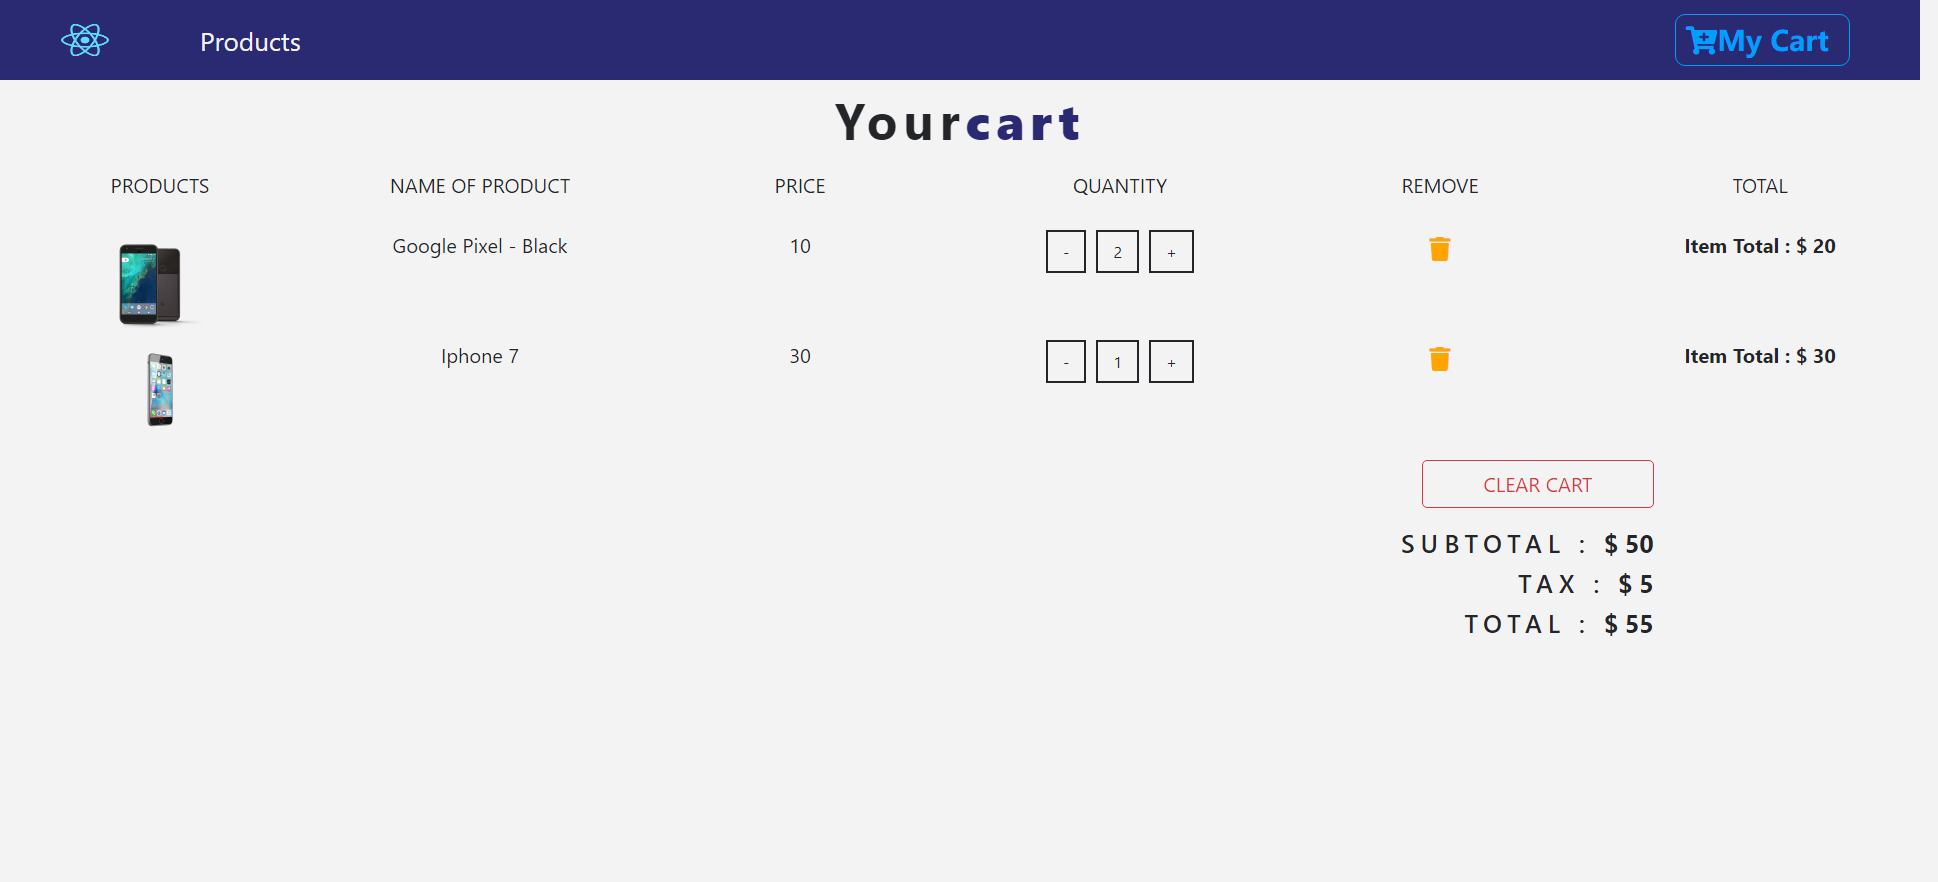 Products
My Cart
Yourcart
PRODUCTS NAME OF PRODUCT PRICE QUANTITY REMOVE TOTAL
Google Pixel - Black 10 - 2 + Item Total : $ 20
Iphone 7 30 - 1 + Item Total : $ 30
CLEAR CART
SUBTOTAL : $ 50
TAX : $ 5
TOTAL : $ 55